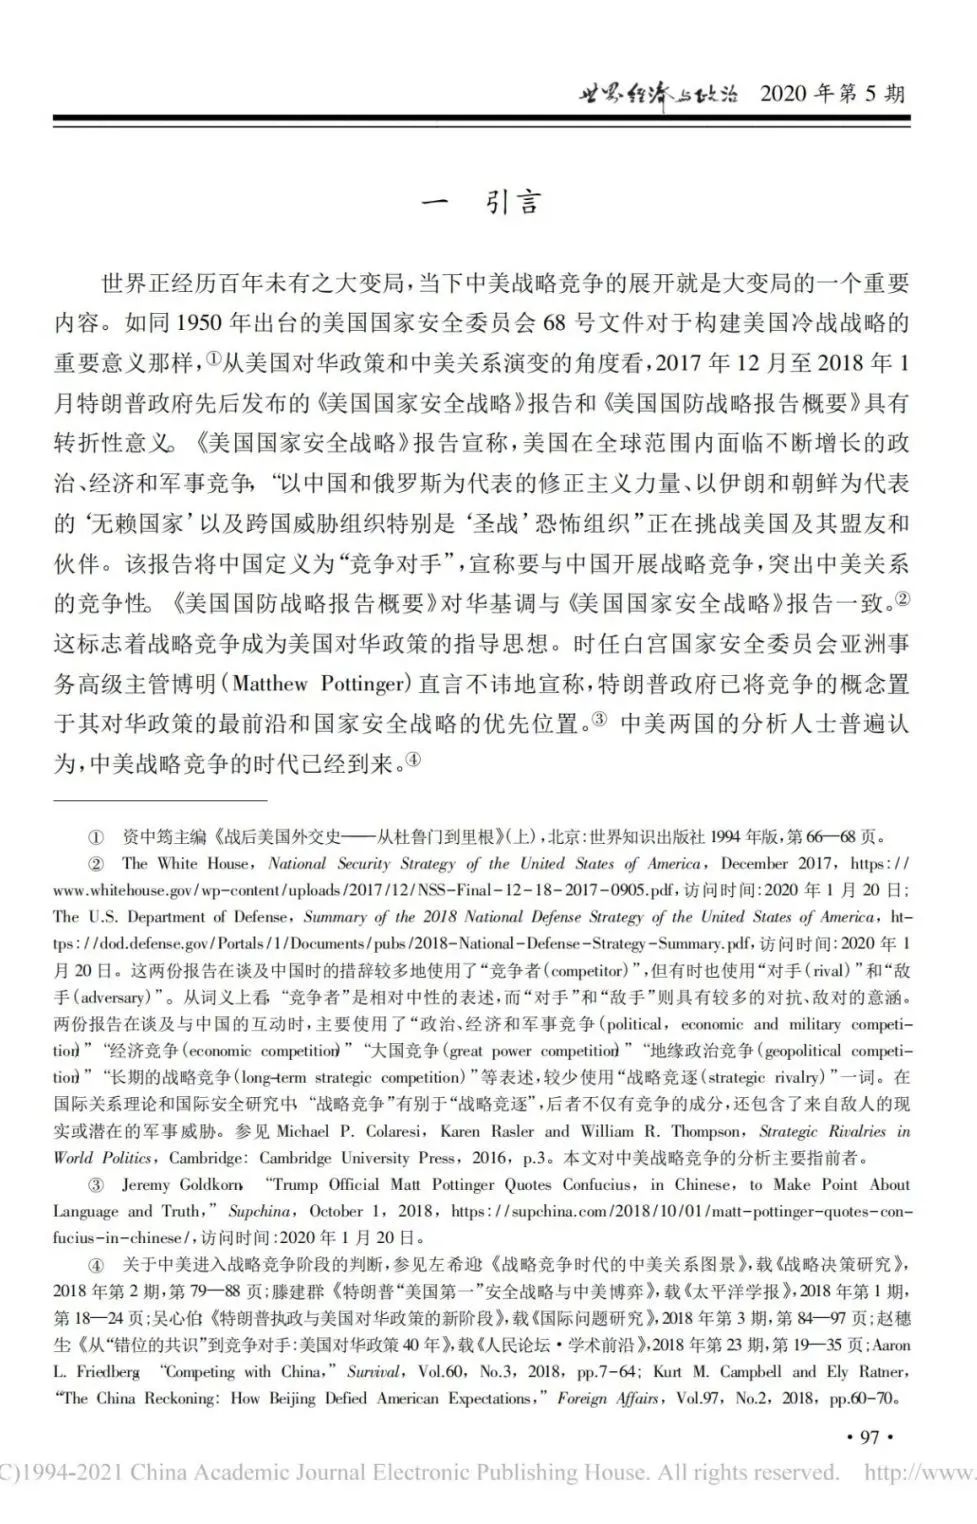 世界经济与政治 2020 年第 5 期
一 引言
世界正经历百年未有之大变局,当下中美战略竞争的展开就是大变局的一个重要
内容。如同 1950 年出台的美国国家安全委员会 68 号文件对于构建美国冷战战略的
重要意义那样,①从美国对华政策和中美关系演变的角度看,2017 年 12 月至 2018 年 1
月特朗普政府先后发布的《美国国家安全战略》报告和《美国国防战略报告概要》具有
转折性意义。《美国国家安全战略》报告宣称,美国在全球范围内面临不断增长的政
治、经济和军事竞争,“以中国和俄罗斯为代表的修正主义力量、以伊朗和朝鲜为代表
的‘无赖国家’以及跨国威胁组织特别是‘圣战’恐怖组织”正在挑战美国及其盟友和
伙伴。该报告将中国定义为“竞争对手”,宣称要与中国开展战略竞争,突出中美关系
的竞争性。《美国国防战略报告概要》对华基调与《美国国家安全战略》报告一致。②
这标志着战略竞争成为美国对华政策的指导思想。时任白宫国家安全委员会亚洲事
务高级主管博明(Matthew Pottinger)直言不讳地宣称,特朗普政府已将竞争的概念置
于其对华政策的最前沿和国家安全战略的优先位置。③ 中美两国的分析人士普遍认
为,中美战略竞争的时代已经到来。④
① 资中筠主编《战后美国外交史——从杜鲁门到里根》(上),北京:世界知识出版社 1994 年版,第 66—68 页。
② The White House, National Security Strategy of the United States of America, December 2017, https://
www.whitehouse.gov/wp-content/uploads/2017/12/NSS-Final-12-18-2017-0905.pdf,访问时间:2020 年 1 月 20 日;
The U.S. Department of Defense, Summary of the 2018 National Defense Strategy of the United States of America, ht-
tps://dod.defense.gov/Portals/1/Documents/pubs/2018-National-Defense-Strategy-Summary.pdf,访问时间:2020 年 1
月 20 日。这两份报告在谈及中国时的措辞较多地使用了“竞争者(competitor)”,但有时也使用“对手(rival)”和“敌
手(adversary)”。从词义上看,“竞争者”是相对中性的表述,而“对手”和“敌手”则具有较多的对抗、敌对的意涵。
两份报告在谈及与中国的互动时,主要使用了“政治、经济和军事竞争(political, economic and military competi-
tion)”“经济竞争(economic competition)”“大国竞争(great power competition)”“地缘政治竞争(geopolitical competi-
tion)”“长期的战略竞争(long-term strategic competition)”等表述,较少使用“战略竞逐(strategic rivalry)”一词。在
国际关系理论和国际安全研究中,“战略竞争”有别于“战略竞逐”,后者不仅有竞争的成分,还包含了来自敌人的现
实或潜在的军事威胁。参见 Michael P. Colaresi, Karen Rasler and William R. Thompson, Strategic Rivalries in
World Politics, Cambridge: Cambridge University Press, 2016, p.3。本文对中美战略竞争的分析主要指前者。
③ Jeremy Goldkorn, “Trump Official Matt Pottinger Quotes Confucius, in Chinese, to Make Point About
Language and Truth,” Supchina, October 1, 2018, https://supchina.com/2018/10/01/matt-pottinger-quotes-con-
fucius-in-chinese/,访问时间:2020 年 1 月 20 日。
④ 关于中美进入战略竞争阶段的判断,参见左希迎:《战略竞争时代的中美关系图景》,载《战略决策研究》,
2018 年第 2 期,第 79—88 页;滕建群:《特朗普“美国第一”安全战略与中美博弈》,载《太平洋学报》,2018 年第 1 期,
第 18—24 页;吴心伯:《特朗普执政与美国对华政策的新阶段》,载《国际问题研究》,2018 年第 3 期,第 84—97 页;赵穗
生:《从“错位的共识”到竞争对手:美国对华政策 40 年》,载《人民论坛·学术前沿》,2018 年第 23 期,第 19—35 页;Aaron
L. Friedberg, “Competing with China,” Survival, Vol.60, No.3, 2018, pp.7-64; Kurt M. Campbell and Ely Ratner,
“The China Reckoning: How Beijing Defied American Expectations,” Foreign Affairs, Vol.97, No.2, 2018, pp.60-70。
·97·
C)1994-2021 China Academic Journal Electronic Publishing House. All rights reserved. http://www.